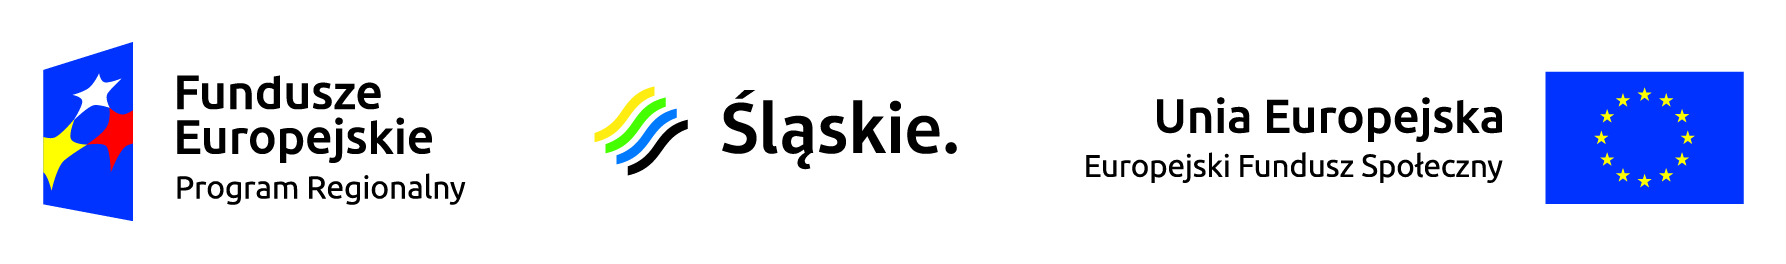 Fundusze
Europejskie
Program Regionalny
Śląskie.
Unia Europejska
Europejski Fundusz Społeczny